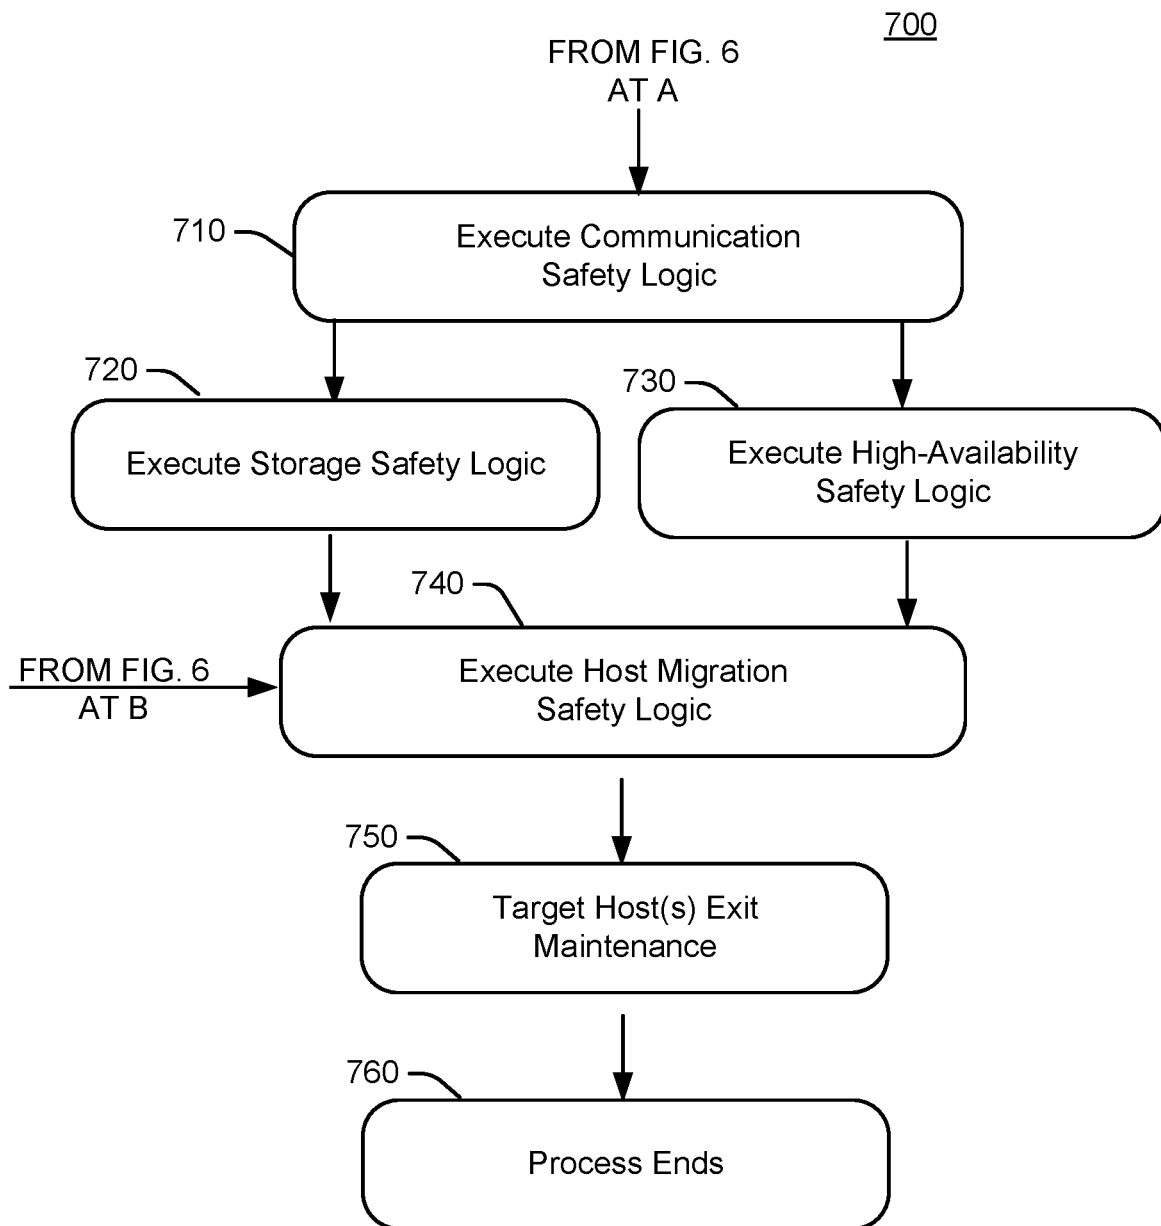 700
FROM FIG. 6
AT A
710
Execute Communication
Safety Logic
720
Execute Storage Safety Logic
730
Execute High-Availability
Safety Logic
740
Execute Host Migration
Safety Logic
FROM FIG. 6
AT B
750
Target Host(s) Exit
Maintenance
760
Process Ends